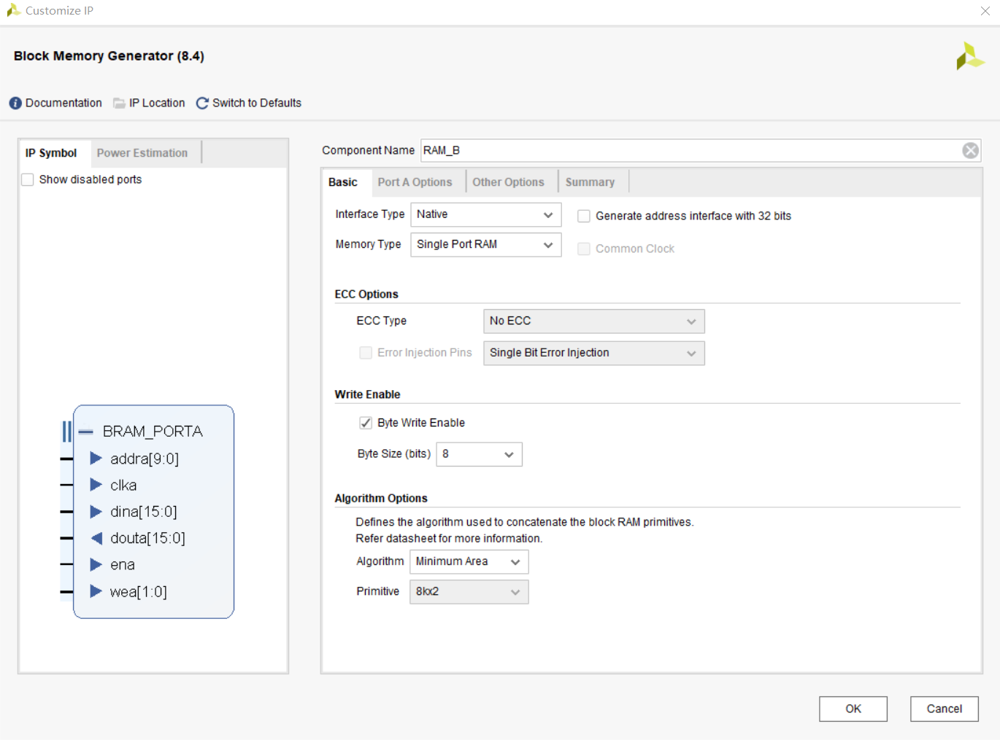 Customize IP
Block Memory Generator (8.4)
Documentation IP Location Switch to Defaults
IP Symbol Power Estimation
Show disabled ports
BRAM_PORTA
addra[9:0]
clka
dina[15:0]
douta[15:0]
ena
wea[1:0]
Component Name RAM_B
Basic Port A Options Other Options Summary
Interface Type Native Generate address interface with 32 bits
Memory Type Single Port RAM Common Clock
ECC Options
ECC Type No ECC
Error Injection Pins Single Bit Error Injection
Write Enable
Byte Write Enable
Byte Size (bits) 8
Algorithm Options
Defines the algorithm used to concatenate the block RAM primitives.
Refer datasheet for more information.
Algorithm Minimum Area
Primitive 8kx2
OK Cancel